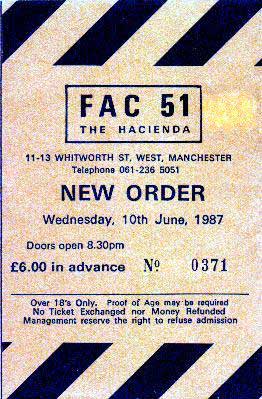 FAC 51
THE HACIENDA
11-13 WHITWORTH ST, WEST, MANCHESTER
Telephone 061-236 5051
NEW ORDER
Wednesday, 10th June, 1987
Doors open 8.30pm
£6.00 in advance Nº 0371
Over 18's Only. Proof of Age may be required
No Ticket Exchanged nor Money Refunded
Management reserve the right to refuse admission